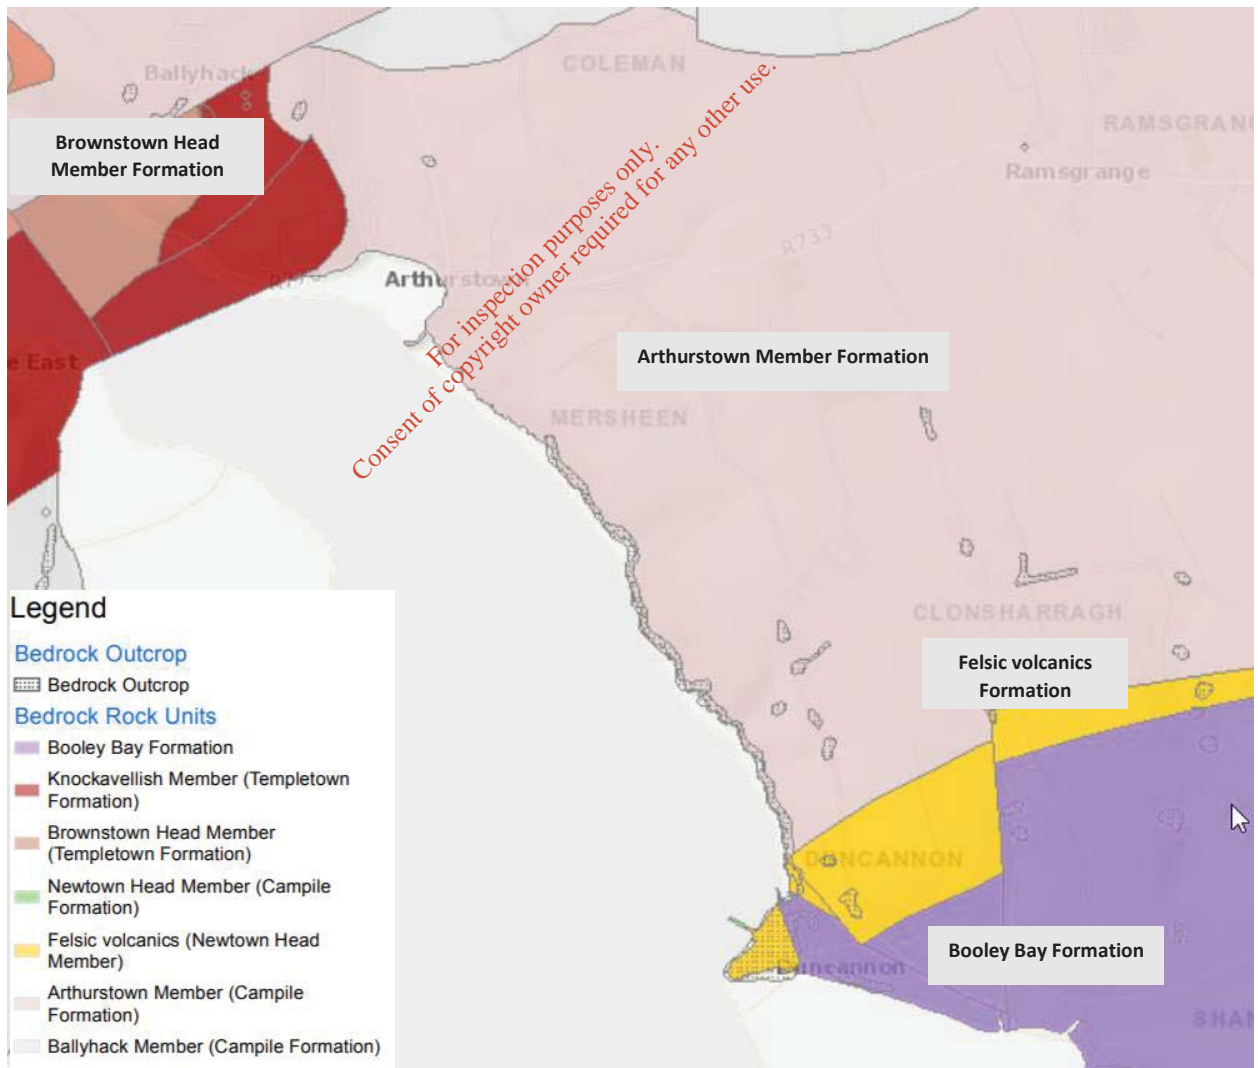 COLEMAN
Ballyhack
RAMSGRANG
Brownstown Head
Member Formation
Ramsgrange
For inspection purposes only.
Consent of copyright owner required for any other use.
R733
Arthurstown
e East
Arthurstown Member Formation
MERSHEEN
CLONSHARRAGH
Felsic volcanics
Formation
DUNCANNON
Booley Bay Formation
Duncannon
SHAN
Legend
Bedrock Outcrop
Bedrock Outcrop
Bedrock Rock Units
Booley Bay Formation
Knockavellish Member (Templetown
Formation)
Brownstown Head Member
(Templetown Formation)
Newtown Head Member (Campile
Formation)
Felsic volcanics (Newtown Head
Member)
Arthurstown Member (Campile
Formation)
Ballyhack Member (Campile Formation)